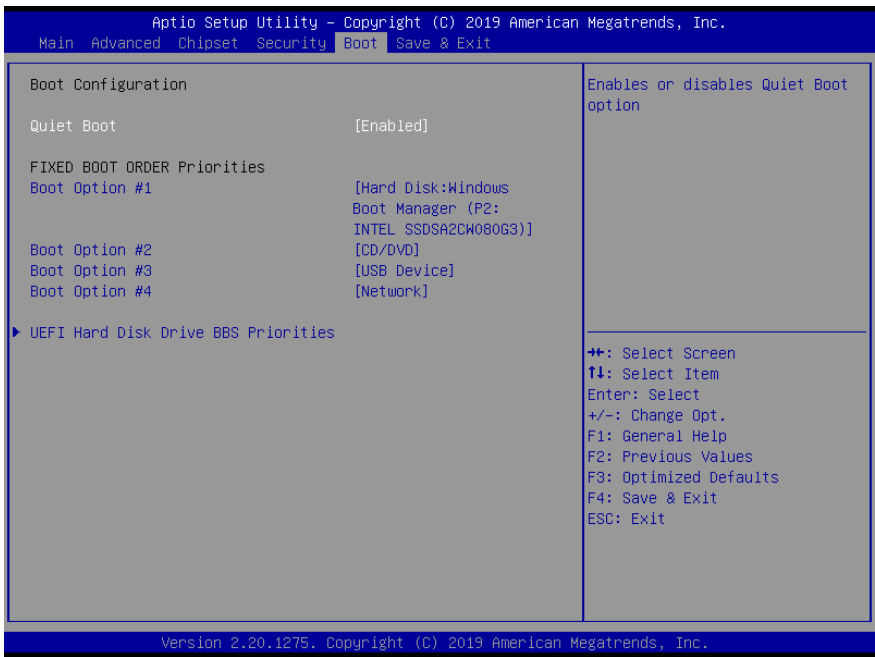 Aptio Setup Utility – Copyright (C) 2019 American Megatrends, Inc.
Main Advanced Chipset Security Boot Save & Exit
Boot Configuration
Quiet Boot [Enabled]
FIXED BOOT ORDER Priorities
Boot Option #1 [Hard Disk:Windows
Boot Manager (P2:
INTEL SSDSA2CW080G3)]
Boot Option #2 [CD/DVD]
Boot Option #3 [USB Device]
Boot Option #4 [Network]
UEFI Hard Disk Drive BBS Priorities
Enables or disables Quiet Boot
option
→←: Select Screen
↑↓: Select Item
Enter: Select
+/-: Change Opt.
F1: General Help
F2: Previous Values
F3: Optimized Defaults
F4: Save & Exit
ESC: Exit
Version 2.20.1275. Copyright (C) 2019 American Megatrends, Inc.